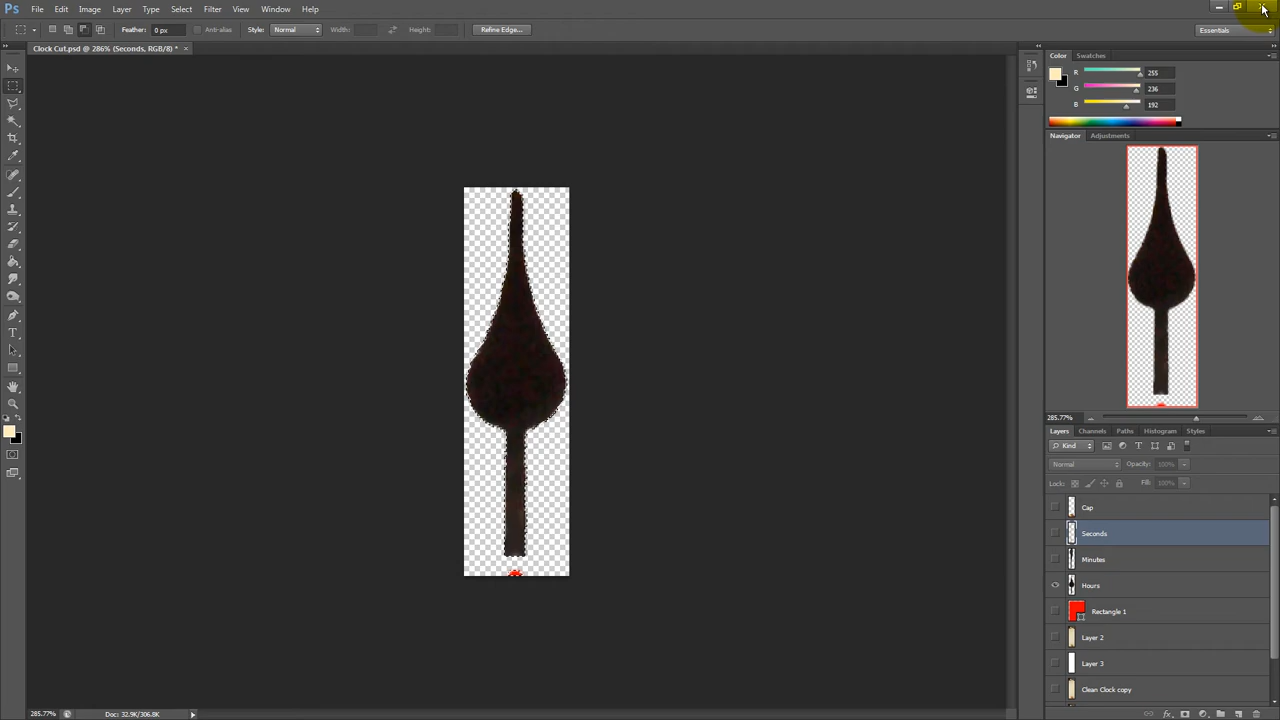 Ps File Edit Image Layer Type Select Filter View Window Help
Feather: 0 px Anti-alias Style: Normal Width: Height: Refine Edge... Essentials
Clock Cut.psd @ 286% (Seconds, RGB/8) * ×
Color Swatches
R 255
G 236
B 192
Navigator Adjustments
285.77%
Layers Channels Paths Histogram Styles
Kind
Normal Opacity: 100%
Lock: Fill: 100%
Cap
Seconds
Minutes
Hours
Rectangle 1
Layer 2
Layer 3
Clean Clock copy
285.77% Doc: 32.9K/306.8K
fx